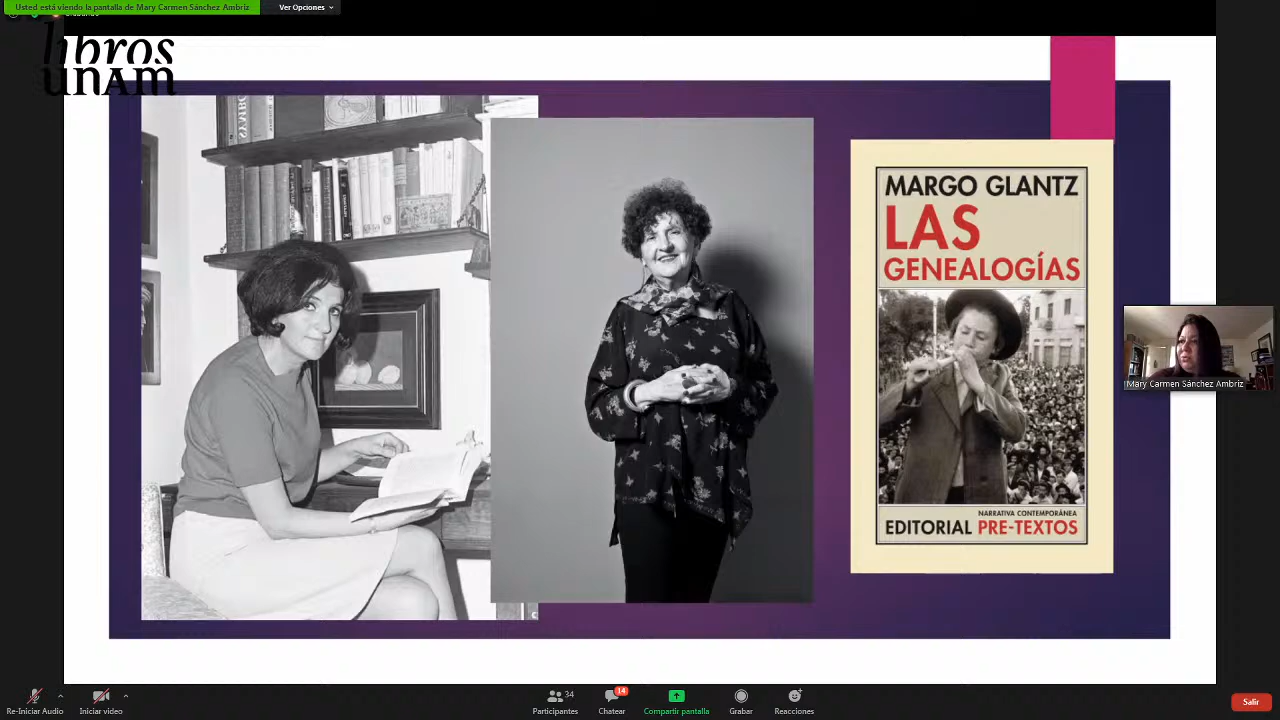 Usted está viendo la pantalla de Mary Carmen Sánchez Ambriz
Ver Opciones
libros
unam
MARGO GLANTZ
LAS
GENEALOGÍAS
NARRATIVA CONTEMPORÁNEA
EDITORIAL PRE-TEXTOS
Mary Carmen Sánchez Ambriz
Re-Iniciar Audio
Iniciar video
34
Participantes
14
Chatear
Compartir pantalla
Grabar
Reacciones
Salir